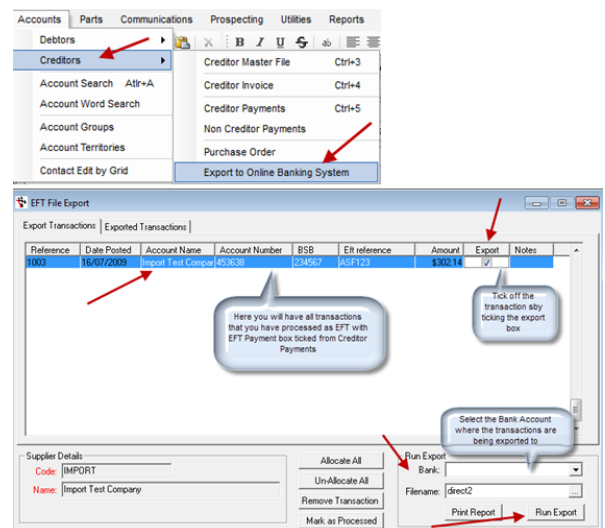 Accounts Parts Communications Prospecting Utilities Reports
Debtors
B I U S ab
Creditors
Creditor Master File Ctrl+3
Account Search Atlr+A
Creditor Invoice Ctrl+4
Account Word Search
Creditor Payments Ctrl+5
Account Groups
Non Creditor Payments
Account Territories
Purchase Order
Contact Edit by Grid
Export to Online Banking System
EFT File Export
Export Transactions Exported Transactions
Reference Date Posted Account Name Account Number BSB Eft reference Amount Export Notes
1003 16/07/2009 Import Test Compar 453638 234567 ASF123 $302.14
Here you will have all transactions
that you have processed as EFT with
EFT Payment box ticked from Creditor
Payments
Tick off the
transaction sby
ticking the export
box
Select the Bank Account
where the transactions are
being exported to
Supplier Details
Code: IMPORT
Name: Import Test Company
Allocate All
Un-Allocate All
Remove Transaction
Mark as Processed
Run Export
Bank:
Filename: direct2 ...
Print Report Run Export